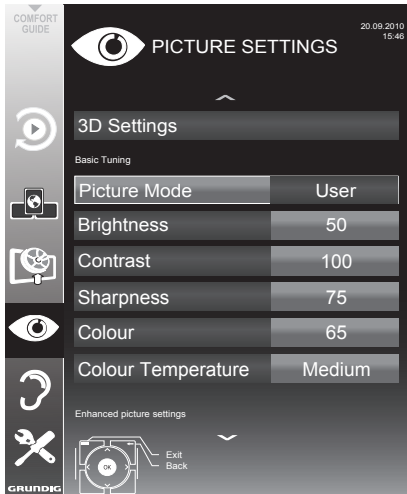 COMFORT
GUIDE
PICTURE SETTINGS
20.09.2010
15:46
3D Settings
Basic Tuning
Picture Mode User
Brightness 50
Contrast 100
Sharpness 75
Colour 65
Colour Temperature Medium
Enhanced picture settings
Exit
Back
OK
GRUNDIG